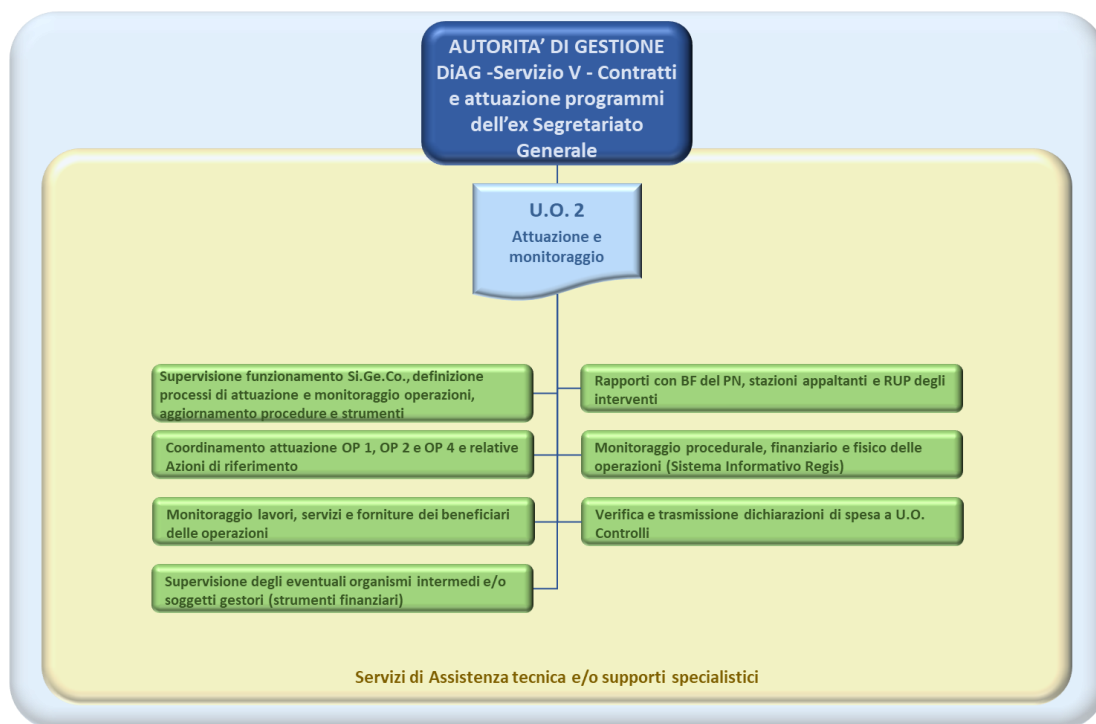 AUTORITA’ DI GESTIONE
DiAG -Servizio V - Contratti
e attuazione programmi
dell’ex Segretariato
Generale
U.O. 2
Attuazione e
monitoraggio
Supervisione funzionamento Si.Ge.Co., definizione
processi di attuazione e monitoraggio operazioni,
aggiornamento procedure e strumenti
Rapporti con BF del PN, stazioni appaltanti e RUP degli
interventi
Coordinamento attuazione OP 1, OP 2 e OP 4 e relative
Azioni di riferimento
Monitoraggio procedurale, finanziario e fisico delle
operazioni (Sistema Informativo Regis)
Monitoraggio lavori, servizi e forniture dei beneficiari
delle operazioni
Verifica e trasmissione dichiarazioni di spesa a U.O.
Controlli
Supervisione degli eventuali organismi intermedi e/o
soggetti gestori (strumenti finanziari)
Servizi di Assistenza tecnica e/o supporti specialistici